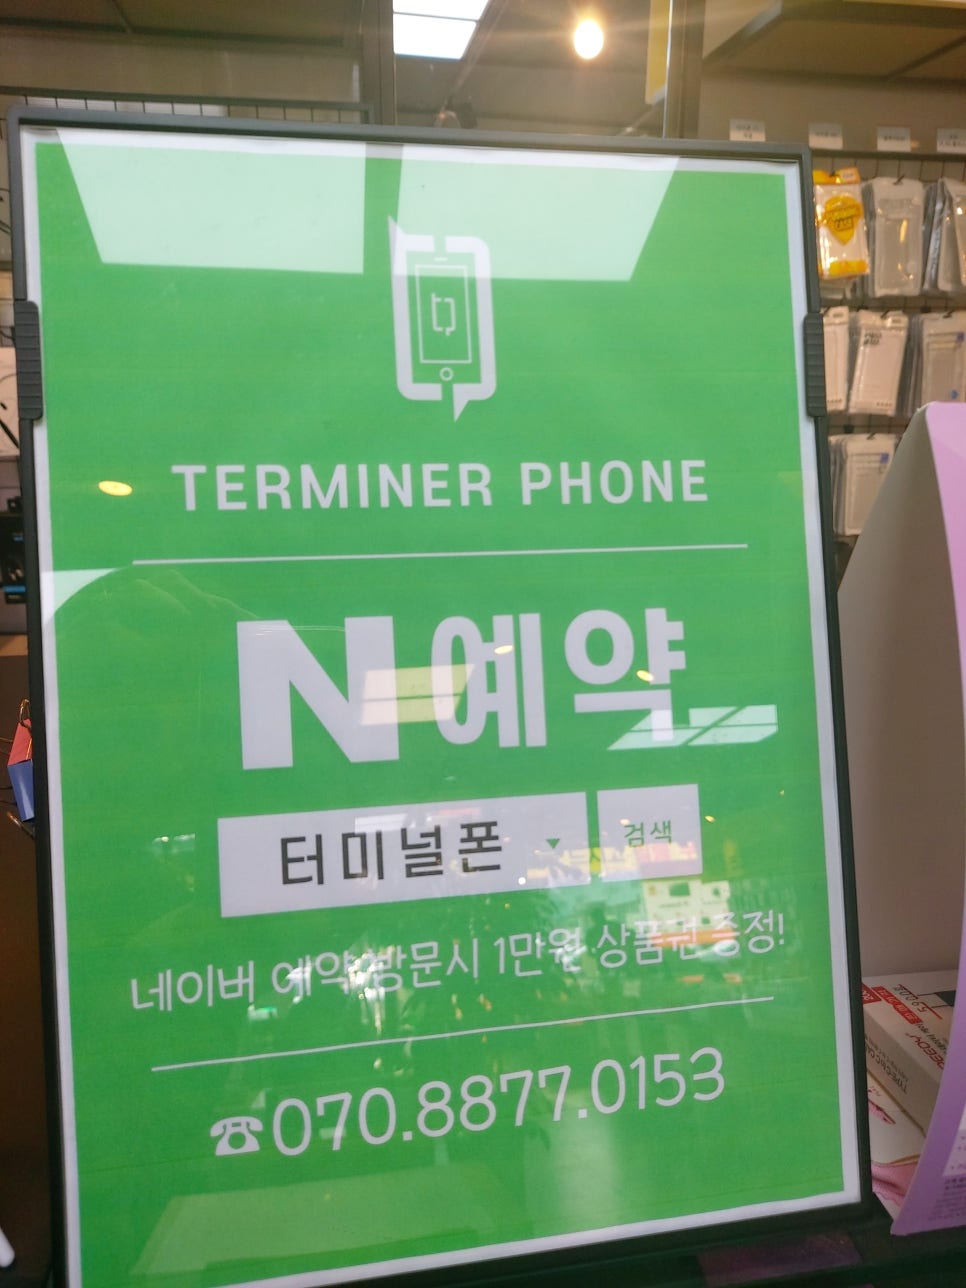 TERMINER PHONE
N예약
터미널폰 ▼ 검색
네이버 예약 방문시 1만원 상품권 증정!
☎070.8877.0153